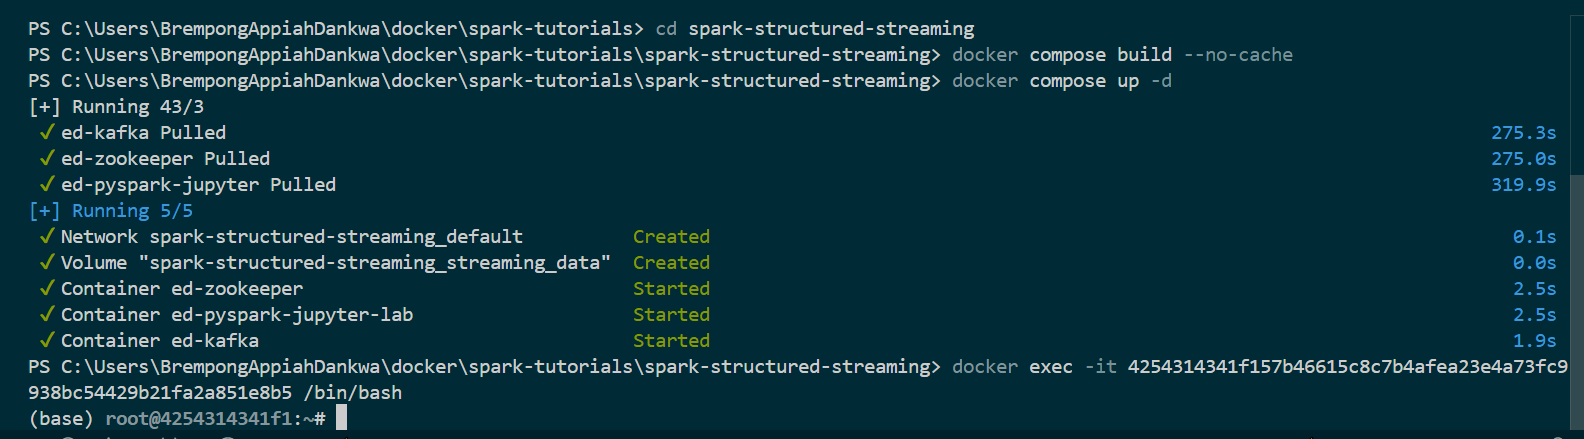 PS C:\Users\BrempongAppiahDankwa\docker\spark-tutorials> cd spark-structured-streaming
PS C:\Users\BrempongAppiahDankwa\docker\spark-tutorials\spark-structured-streaming> docker compose build --no-cache
PS C:\Users\BrempongAppiahDankwa\docker\spark-tutorials\spark-structured-streaming> docker compose up -d
[+] Running 43/3
✓ ed-kafka Pulled 275.3s
✓ ed-zookeeper Pulled 275.0s
✓ ed-pyspark-jupyter Pulled 319.9s
[+] Running 5/5
✓ Network spark-structured-streaming_default Created 0.1s
✓ Volume "spark-structured-streaming_streaming_data" Created 0.0s
✓ Container ed-zookeeper Started 2.5s
✓ Container ed-pyspark-jupyter-lab Started 2.5s
✓ Container ed-kafka Started 1.9s
PS C:\Users\BrempongAppiahDankwa\docker\spark-tutorials\spark-structured-streaming> docker exec -it 4254314341f157b46615c8c7b4afea23e4a73fc9
938bc54429b21fa2a851e8b5 /bin/bash
(base) root@4254314341f1:~#